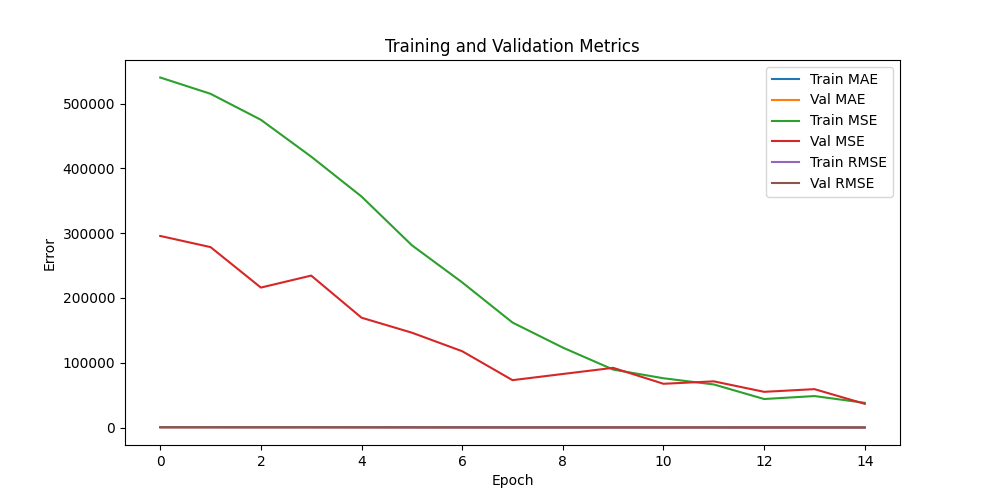 Training and Validation Metrics
Train MAE
Val MAE
Train MSE
Val MSE
Train RMSE
Val RMSE
500000
400000
300000
200000
100000
0
Error
0 2 4 6 8 10 12 14
Epoch